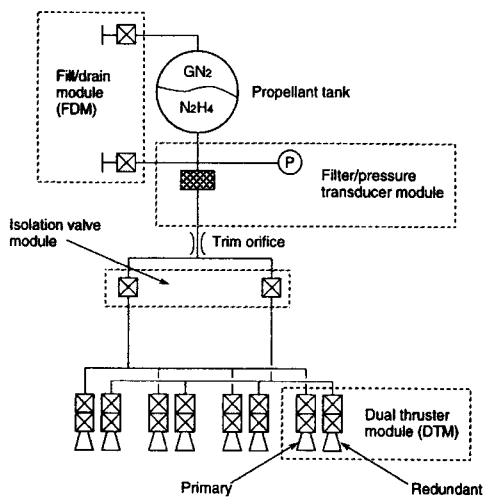 Fill/drain
module
(FDM)
GN2
N2H4
Propellant tank
P
Filter/pressure
transducer module
Isolation valve
module
Trim orifice
Dual thruster
module (DTM)
Primary
Redundant